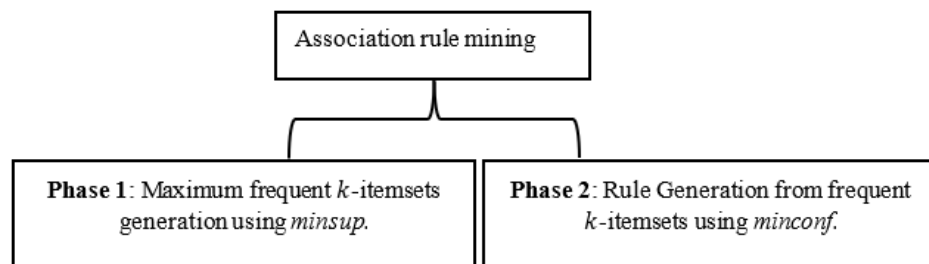 Association rule mining
Phase 1: Maximum frequent k-itemsets
generation using minsup.
Phase 2: Rule Generation from frequent
k-itemsets using minconf.